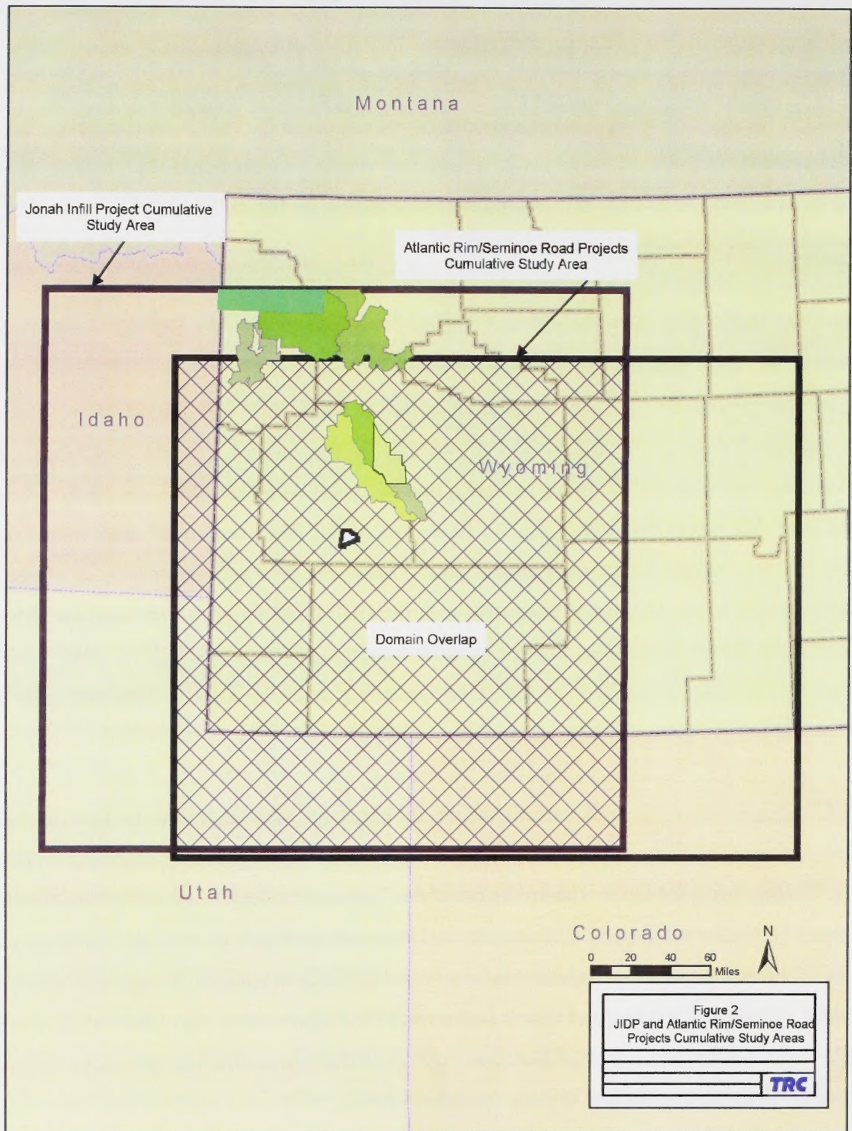 Montana
Jonah Infill Project Cumulative
Study Area
Atlantic Rim/Seminoe Road Projects
Cumulative Study Area
Idaho
Wyoming
Domain Overlap
Utah
Colorado
N
0 20 40 60
Miles
Figure 2
JIDP and Atlantic Rim/Seminoe Road
Projects Cumulative Study Areas
TRC